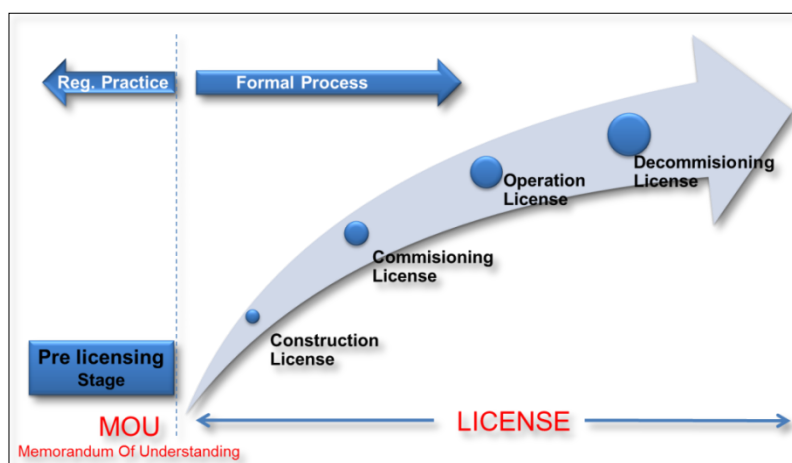 Reg. Practice
Formal Process
Decommisioning
License
Operation
License
Commisioning
License
Construction
License
Pre licensing
Stage
MOU
Memorandum Of Understanding
LICENSE